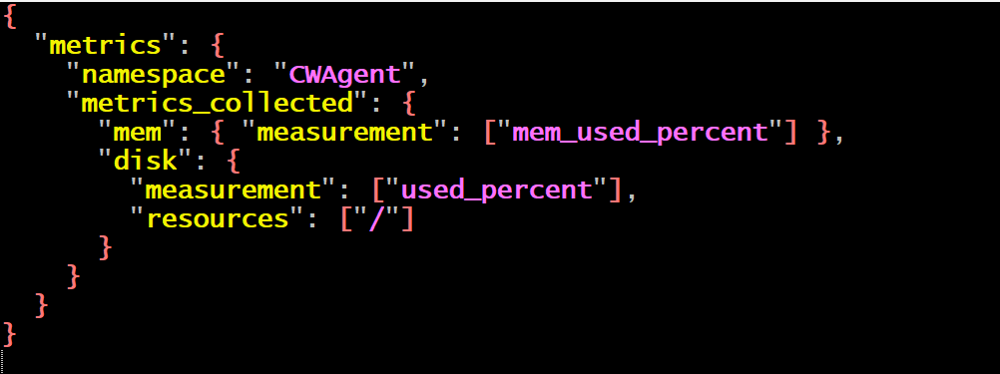 {
  "metrics": {
    "namespace": "CWAgent",
    "metrics_collected": {
      "mem": { "measurement": ["mem_used_percent"] },
      "disk": {
        "measurement": ["used_percent"],
        "resources": ["/"]
      }
    }
  }
}